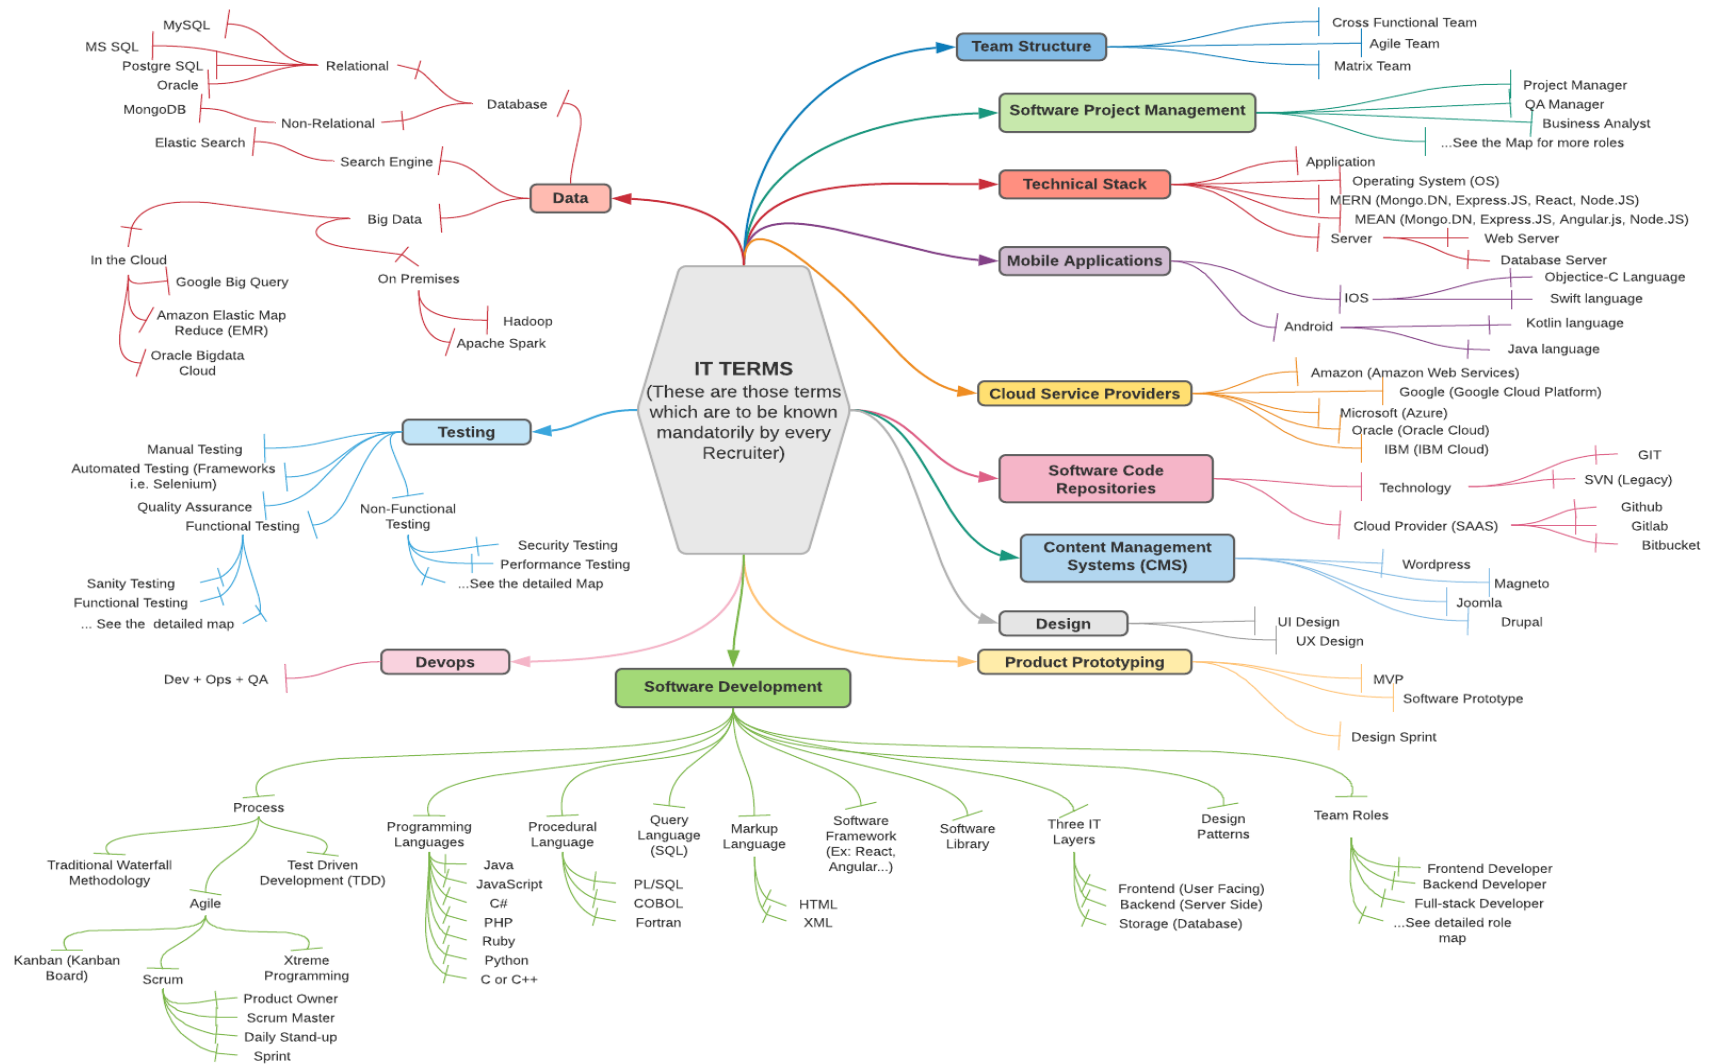 IT TERMS
(These are those terms
which are to be known
mandatorily by every
Recruiter)
Team Structure
Cross Functional Team
Agile Team
Matrix Team
Software Project Management
Project Manager
QA Manager
Business Analyst
...See the Map for more roles
Technical Stack
Application
Operating System (OS)
MERN (Mongo.DN, Express.JS, React, Node.JS)
MEAN (Mongo.DN, Express.JS, Angular.js, Node.JS)
Server
Web Server
Database Server
Mobile Applications
IOS
Objectice-C Language
Swift language
Android
Kotlin language
Java language
Cloud Service Providers
Amazon (Amazon Web Services)
Google (Google Cloud Platform)
Microsoft (Azure)
Oracle (Oracle Cloud)
IBM (IBM Cloud)
Software Code
Repositories
Technology
GIT
SVN (Legacy)
Cloud Provider (SAAS)
Github
Gitlab
Bitbucket
Content Management
Systems (CMS)
Wordpress
Magneto
Joomla
Drupal
Design
UI Design
UX Design
Product Prototyping
MVP
Software Prototype
Design Sprint
Data
Database
Relational
MySQL
MS SQL
Postgre SQL
Oracle
Non-Relational
MongoDB
Search Engine
Elastic Search
Big Data
In the Cloud
Google Big Query
Amazon Elastic Map
Reduce (EMR)
Oracle Bigdata
Cloud
On Premises
Hadoop
Apache Spark
Testing
Manual Testing
Automated Testing (Frameworks
i.e. Selenium)
Quality Assurance
Functional Testing
Sanity Testing
Functional Testing
... See the  detailed map
Non-Functional
Testing
Security Testing
Performance Testing
...See the detailed Map
Devops
Dev + Ops + QA
Software Development
Process
Traditional Waterfall
Methodology
Test Driven
Development (TDD)
Agile
Kanban (Kanban
Board)
Scrum
Product Owner
Scrum Master
Daily Stand-up
Sprint
Xtreme
Programming
Programming
Languages
Java
JavaScript
C#
PHP
Ruby
Python
C or C++
Procedural
Language
PL/SQL
COBOL
Fortran
Query
Language
(SQL)
Markup
Language
HTML
XML
Software
Framework
(Ex: React,
Angular...)
Software
Library
Three IT
Layers
Frontend (User Facing)
Backend (Server Side)
Storage (Database)
Design
Patterns
Team Roles
Frontend Developer
Backend Developer
Full-stack Developer
...See detailed role
map